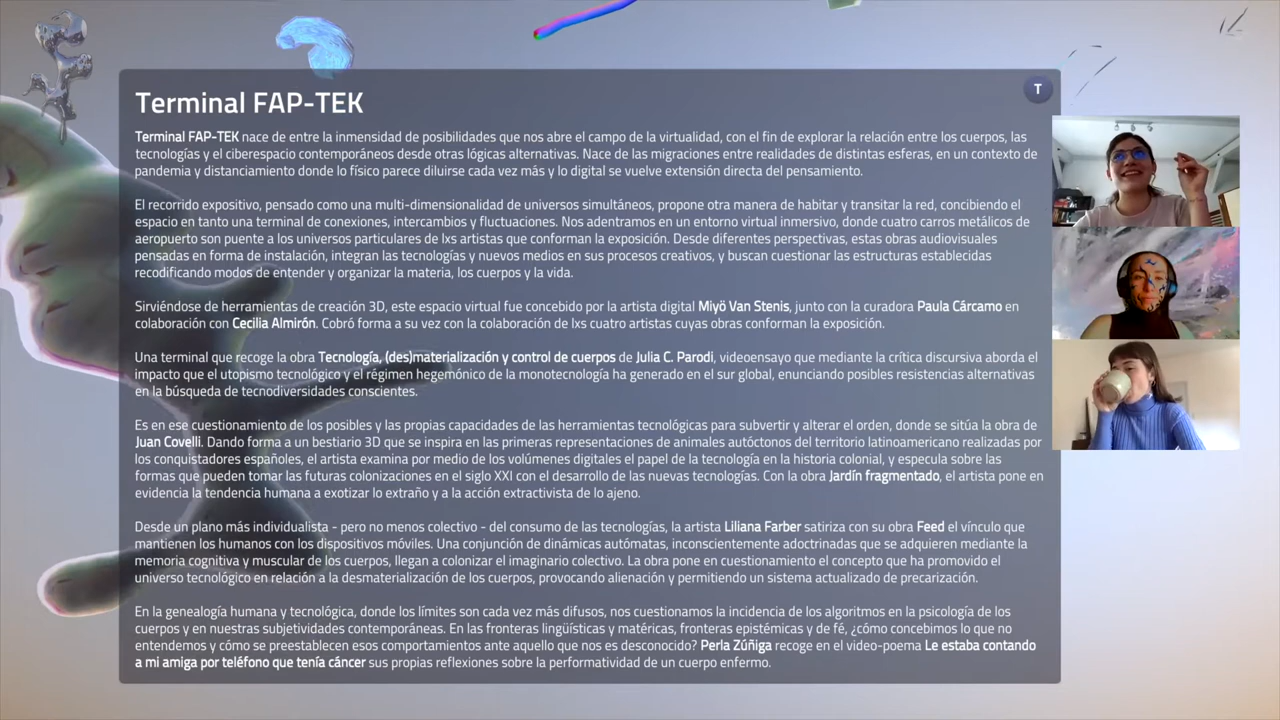 Terminal FAP-TEK
T
Terminal FAP-TEK nace de entre la inmensidad de posibilidades que nos abre el campo de la virtualidad, con el fin de explorar la relación entre los cuerpos, las
tecnologías y el ciberespacio contemporáneos desde otras lógicas alternativas. Nace de las migraciones entre realidades de distintas esferas, en un contexto de
pandemia y distanciamiento donde lo físico parece diluirse cada vez más y lo digital se vuelve extensión directa del pensamiento.
El recorrido expositivo, pensado como una multi-dimensionalidad de universos simultáneos, propone otra manera de habitar y transitar la red, concibiendo el
espacio en tanto una terminal de conexiones, intercambios y fluctuaciones. Nos adentramos en un entorno virtual inmersivo, donde cuatro carros metálicos de
aeropuerto son puente a los universos particulares de lxs artistas que conforman la exposición. Desde diferentes perspectivas, estas obras audiovisuales
pensadas en forma de instalación, integran las tecnologías y nuevos medios en sus procesos creativos, y buscan cuestionar las estructuras establecidas
recodificando modos de entender y organizar la materia, los cuerpos y la vida.
Sirviéndose de herramientas de creación 3D, este espacio virtual fue concebido por la artista digital Miyö Van Stenis, junto con la curadora Paula Cárcamo en
colaboración con Cecilia Almirón. Cobró forma a su vez con la colaboración de lxs cuatro artistas cuyas obras conforman la exposición.
Una terminal que recoge la obra Tecnología, (des)materialización y control de cuerpos de Julia C. Parodi, videoensayo que mediante la crítica discursiva aborda el
impacto que el utopismo tecnológico y el régimen hegemónico de la monotecnología ha generado en el sur global, enunciando posibles resistencias alternativas
en la búsqueda de tecnodiversidades conscientes.
Es en ese cuestionamiento de los posibles y las propias capacidades de las herramientas tecnológicas para subvertir y alterar el orden, donde se sitúa la obra de
Juan Covelli. Dando forma a un bestiario 3D que se inspira en las primeras representaciones de animales autóctonos del territorio latinoamericano realizadas por
los conquistadores españoles, el artista examina por medio de los volúmenes digitales el papel de la tecnología en la historia colonial, y especula sobre las
formas que pueden tomar las futuras colonizaciones en el siglo XXI con el desarrollo de las nuevas tecnologías. Con la obra Jardín fragmentado, el artista pone en
evidencia la tendencia humana a exotizar lo extraño y a la acción extractivista de lo ajeno.
Desde un plano más individualista - pero no menos colectivo - del consumo de las tecnologías, la artista Liliana Farber satiriza con su obra Feed el vínculo que
mantienen los humanos con los dispositivos móviles. Una conjunción de dinámicas autómatas, inconscientemente adoctrinadas que se adquieren mediante la
memoria cognitiva y muscular de los cuerpos, llegan a colonizar el imaginario colectivo. La obra pone en cuestionamiento el concepto que ha promovido el
universo tecnológico en relación a la desmaterialización de los cuerpos, provocando alienación y permitiendo un sistema actualizado de precarización.
En la genealogía humana y tecnológica, donde los límites son cada vez más difusos, nos cuestionamos la incidencia de los algoritmos en la psicología de los
cuerpos y en nuestras subjetividades contemporáneas. En las fronteras lingüísticas y matéricas, fronteras epistémicas y de fé, ¿cómo concebimos lo que no
entendemos y cómo se preestablecen esos comportamientos ante aquello que nos es desconocido? Perla Zúñiga recoge en el video-poema Le estaba contando
a mi amiga por teléfono que tenía cáncer sus propias reflexiones sobre la performatividad de un cuerpo enfermo.